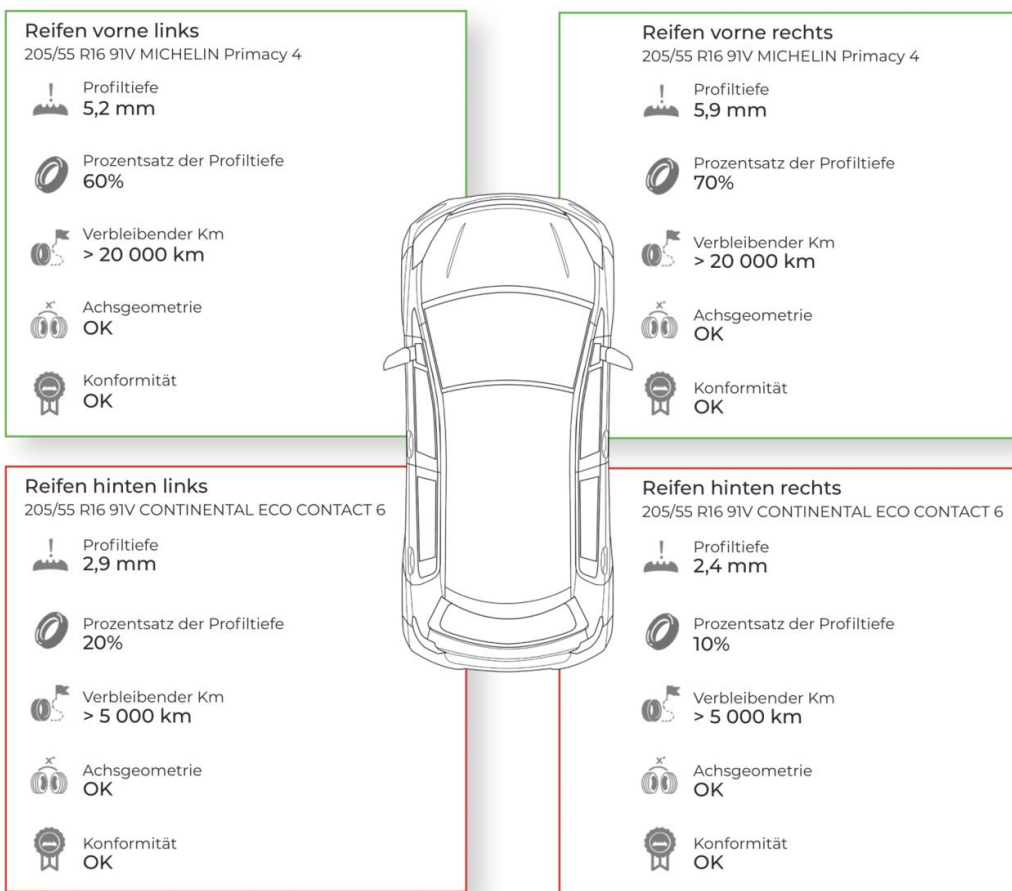 Reifen vorne links
205/55 R16 91V MICHELIN Primacy 4
Profiltiefe
5,2 mm
Prozentsatz der Profiltiefe
60%
Verbleibender Km
> 20 000 km
Achsgeometrie
OK
Konformität
OK
Reifen vorne rechts
205/55 R16 91V MICHELIN Primacy 4
Profiltiefe
5,9 mm
Prozentsatz der Profiltiefe
70%
Verbleibender Km
> 20 000 km
Achsgeometrie
OK
Konformität
OK
Reifen hinten links
205/55 R16 91V CONTINENTAL ECO CONTACT 6
Profiltiefe
2,9 mm
Prozentsatz der Profiltiefe
20%
Verbleibender Km
> 5 000 km
Achsgeometrie
OK
Konformität
OK
Reifen hinten rechts
205/55 R16 91V CONTINENTAL ECO CONTACT 6
Profiltiefe
2,4 mm
Prozentsatz der Profiltiefe
10%
Verbleibender Km
> 5 000 km
Achsgeometrie
OK
Konformität
OK